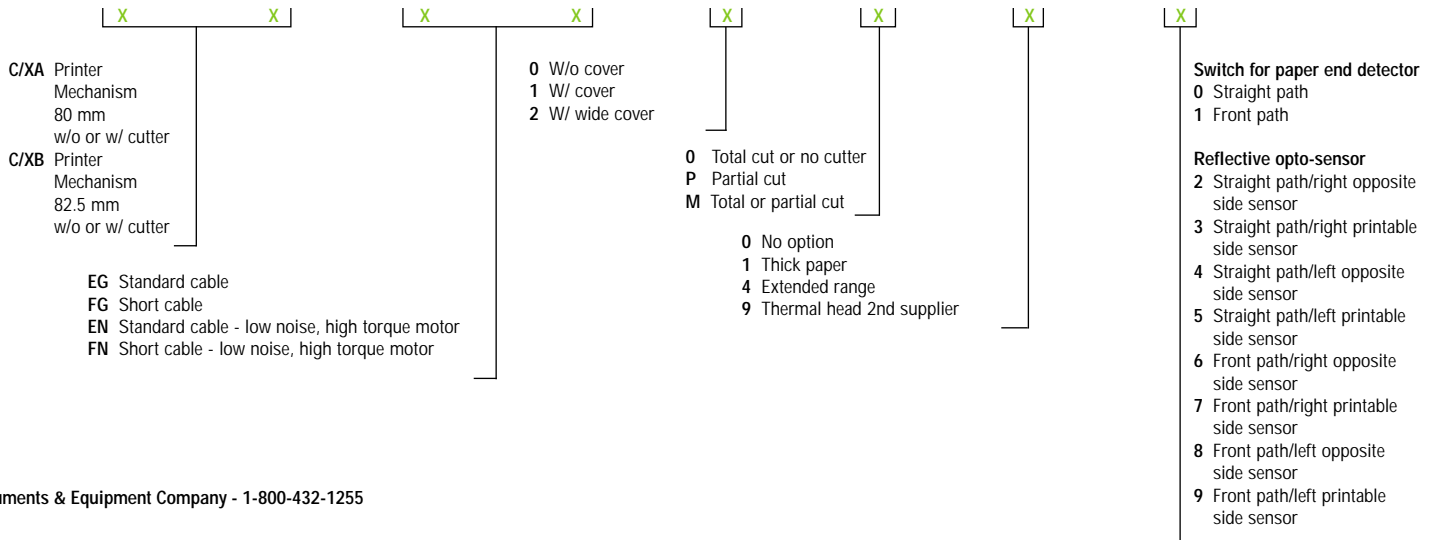 X X X X X X X X
C/XA Printer
Mechanism
80 mm
w/o or w/ cutter
C/XB Printer
Mechanism
82.5 mm
w/o or w/ cutter
EG Standard cable
FG Short cable
EN Standard cable - low noise, high torque motor
FN Short cable - low noise, high torque motor
0 W/o cover
1 W/ cover
2 W/ wide cover
0 Total cut or no cutter
P Partial cut
M Total or partial cut
0 No option
1 Thick paper
4 Extended range
9 Thermal head 2nd supplier
Switch for paper end detector
0 Straight path
1 Front path
Reflective opto-sensor
2 Straight path/right opposite
side sensor
3 Straight path/right printable
side sensor
4 Straight path/left opposite
side sensor
5 Straight path/left printable
side sensor
6 Front path/right opposite
side sensor
7 Front path/right printable
side sensor
8 Front path/left opposite
side sensor
9 Front path/left printable
side sensor
uments & Equipment Company - 1-800-432-1255